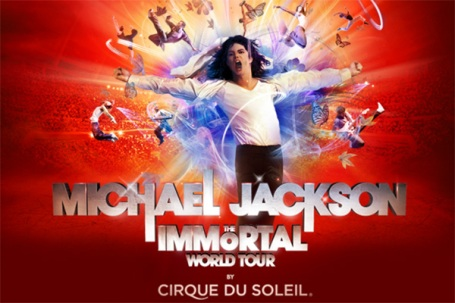 MICHAEL JACKSON
THE
IMMORTAL
WORLD TOUR
BY
CIRQUE DU SOLEIL®